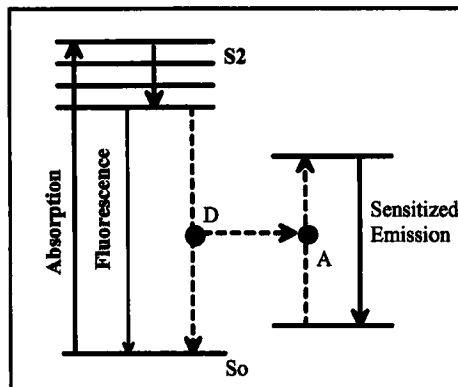 S2
Absorption
Fluorescence
D
A
Sensitized
Emission
So